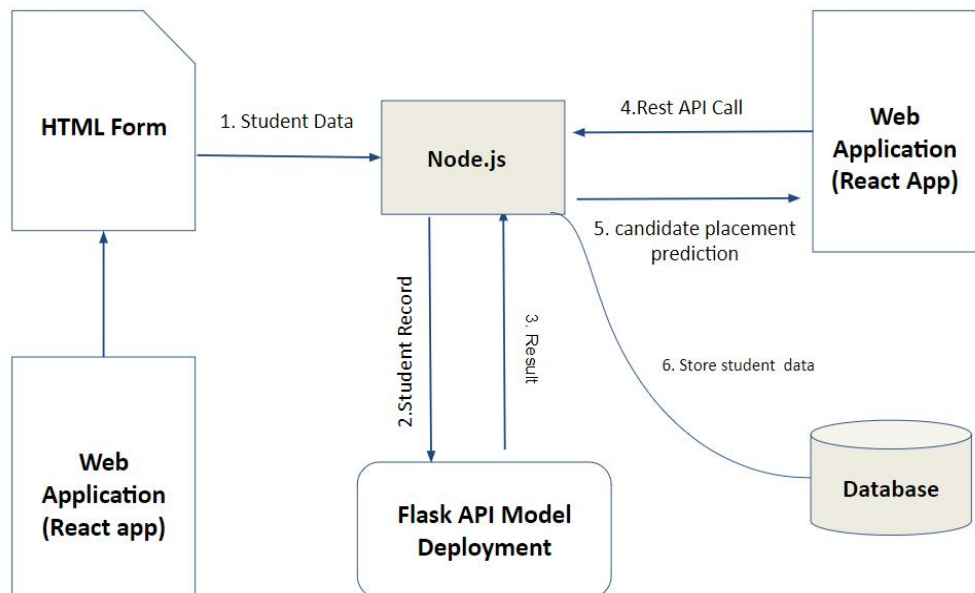 HTML Form
1. Student Data
Node.js
4.Rest API Call
Web
Application
(React App)
5. candidate placement
prediction
2.Student Record
3. Result
6. Store student data
Web
Application
(React app)
Flask API Model
Deployment
Database